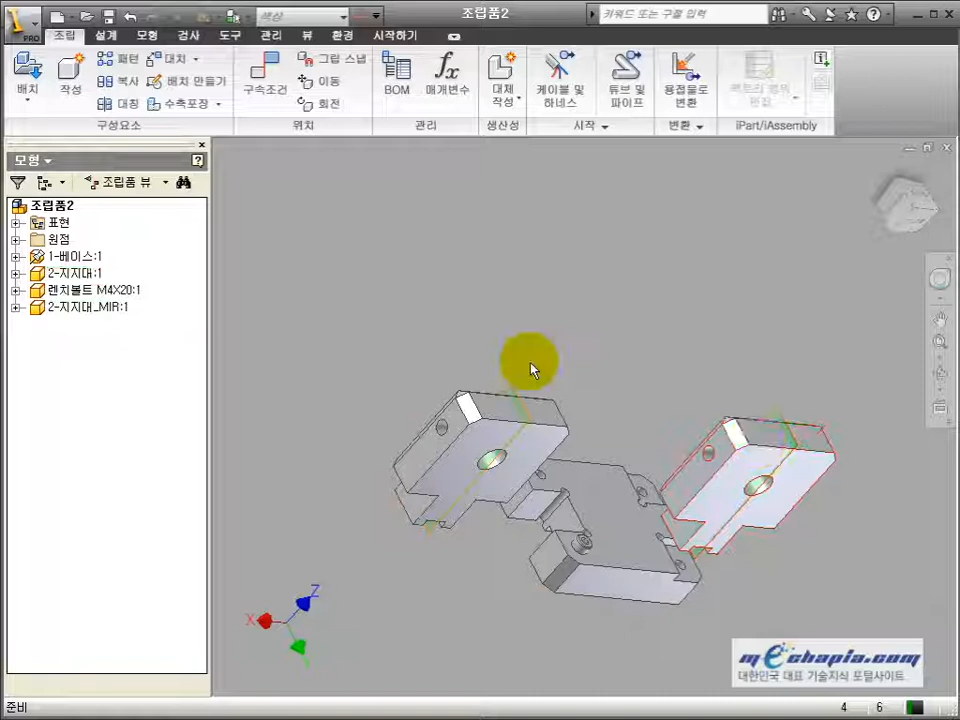 PRO
색상
조립품2
키워드 또는 구절 입력
조립 설계 모형 검사 도구 관리 뷰 환경 시작하기
배치
작성
패턴
복사
대칭
대치
배치 만들기
수축포장
구속조건
그립 스냅
이동
회전
BOM
fx
매개변수
대체
작성
케이블 및
하네스
튜브 및
파이프
용접물로
변환
구성요소 위치 관리 생산성 시작 변환 iPart/iAssembly
모형
조립품 뷰
조립품2
표현
원점
1-베이스:1
2-지지대:1
렌치볼트 M4X20:1
2-지지대_MIR:1
X
Z
mechapia.com
대한민국 대표 기술지식 포털사이트.
준비
4 6